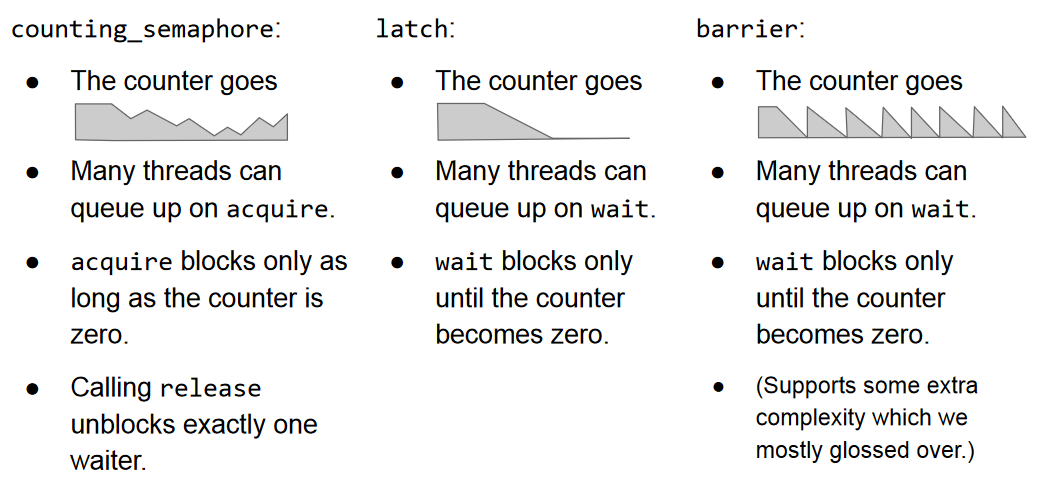 counting_semaphore:
● The counter goes
● Many threads can
queue up on acquire.
● acquire blocks only as
long as the counter is
zero.
● Calling release
unblocks exactly one
waiter.
latch:
● The counter goes
● Many threads can
queue up on wait.
● wait blocks only
until the counter
becomes zero.
barrier:
● The counter goes
● Many threads can
queue up on wait.
● wait blocks only
until the counter
becomes zero.
● (Supports some extra
complexity which we
mostly glossed over.)